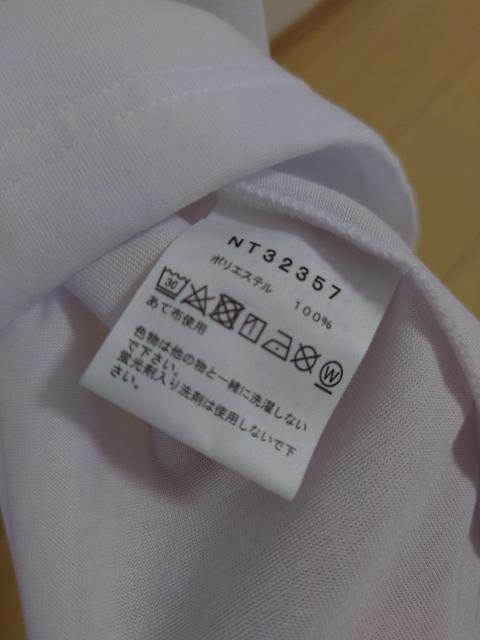 NT32357
ポリエステル 100%
30 W
あて布使用
色物は他の物と一緒に洗濯しない
で下さい。
蛍光剤入り洗剤は使用しないで下
さい。